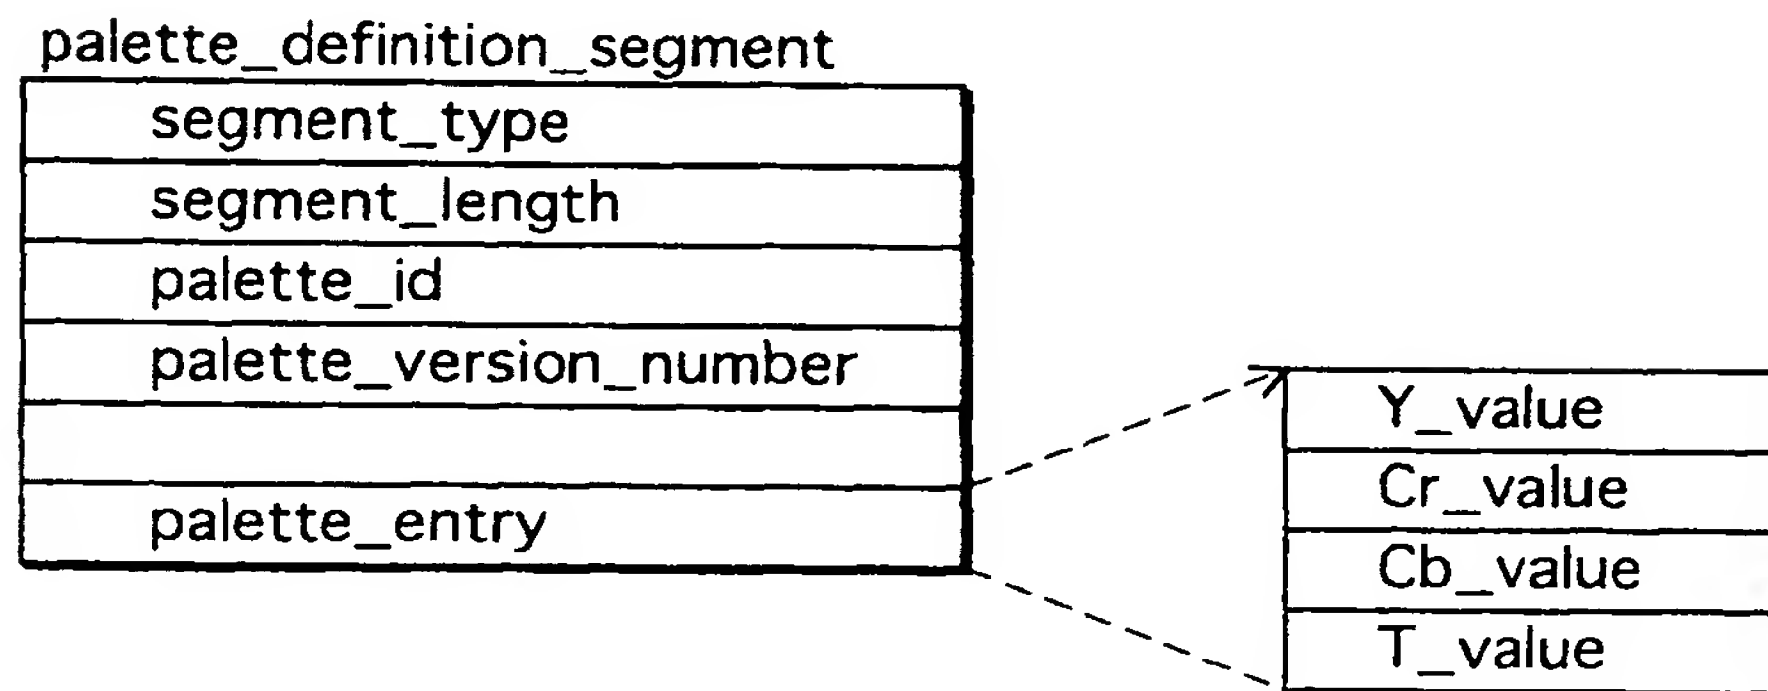 palette_definition_segment
segment_type
segment_length
palette_id
palette_version_number
palette_entry
Y_value
Cr_value
Cb_value
T_value